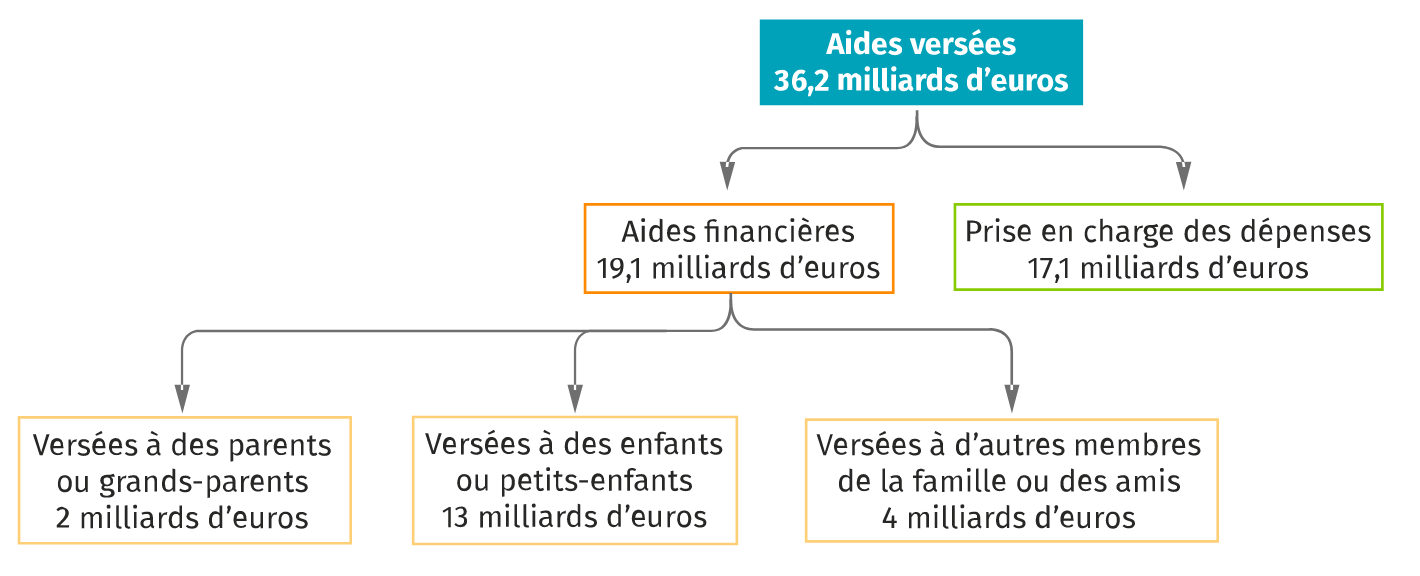 Aides versées
36,2 milliards d’euros
Aides financières
19,1 milliards d’euros
Prise en charge des dépenses
17,1 milliards d’euros
Versées à des parents
ou grands-parents
2 milliards d’euros
Versées à des enfants
ou petits-enfants
13 milliards d’euros
Versées à d’autres membres
de la famille ou des amis
4 milliards d’euros